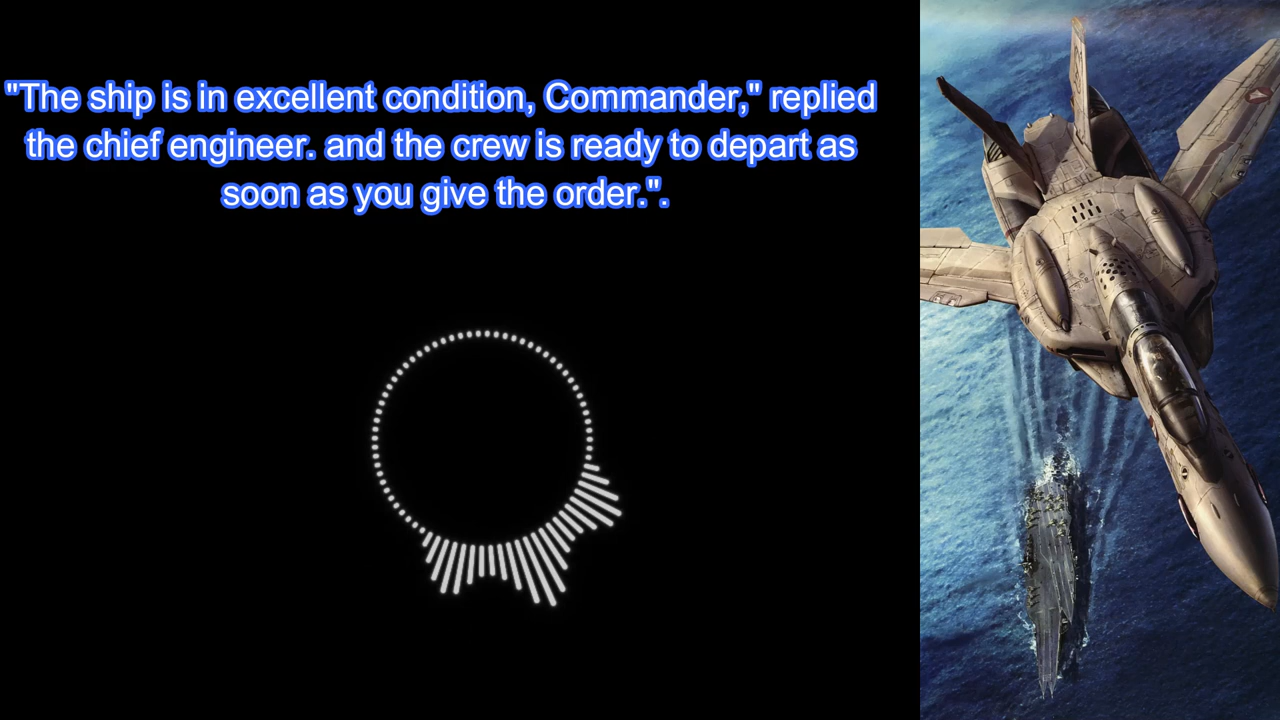 "The ship is in excellent condition, Commander," replied
the chief engineer. and the crew is ready to depart as
soon as you give the order.".